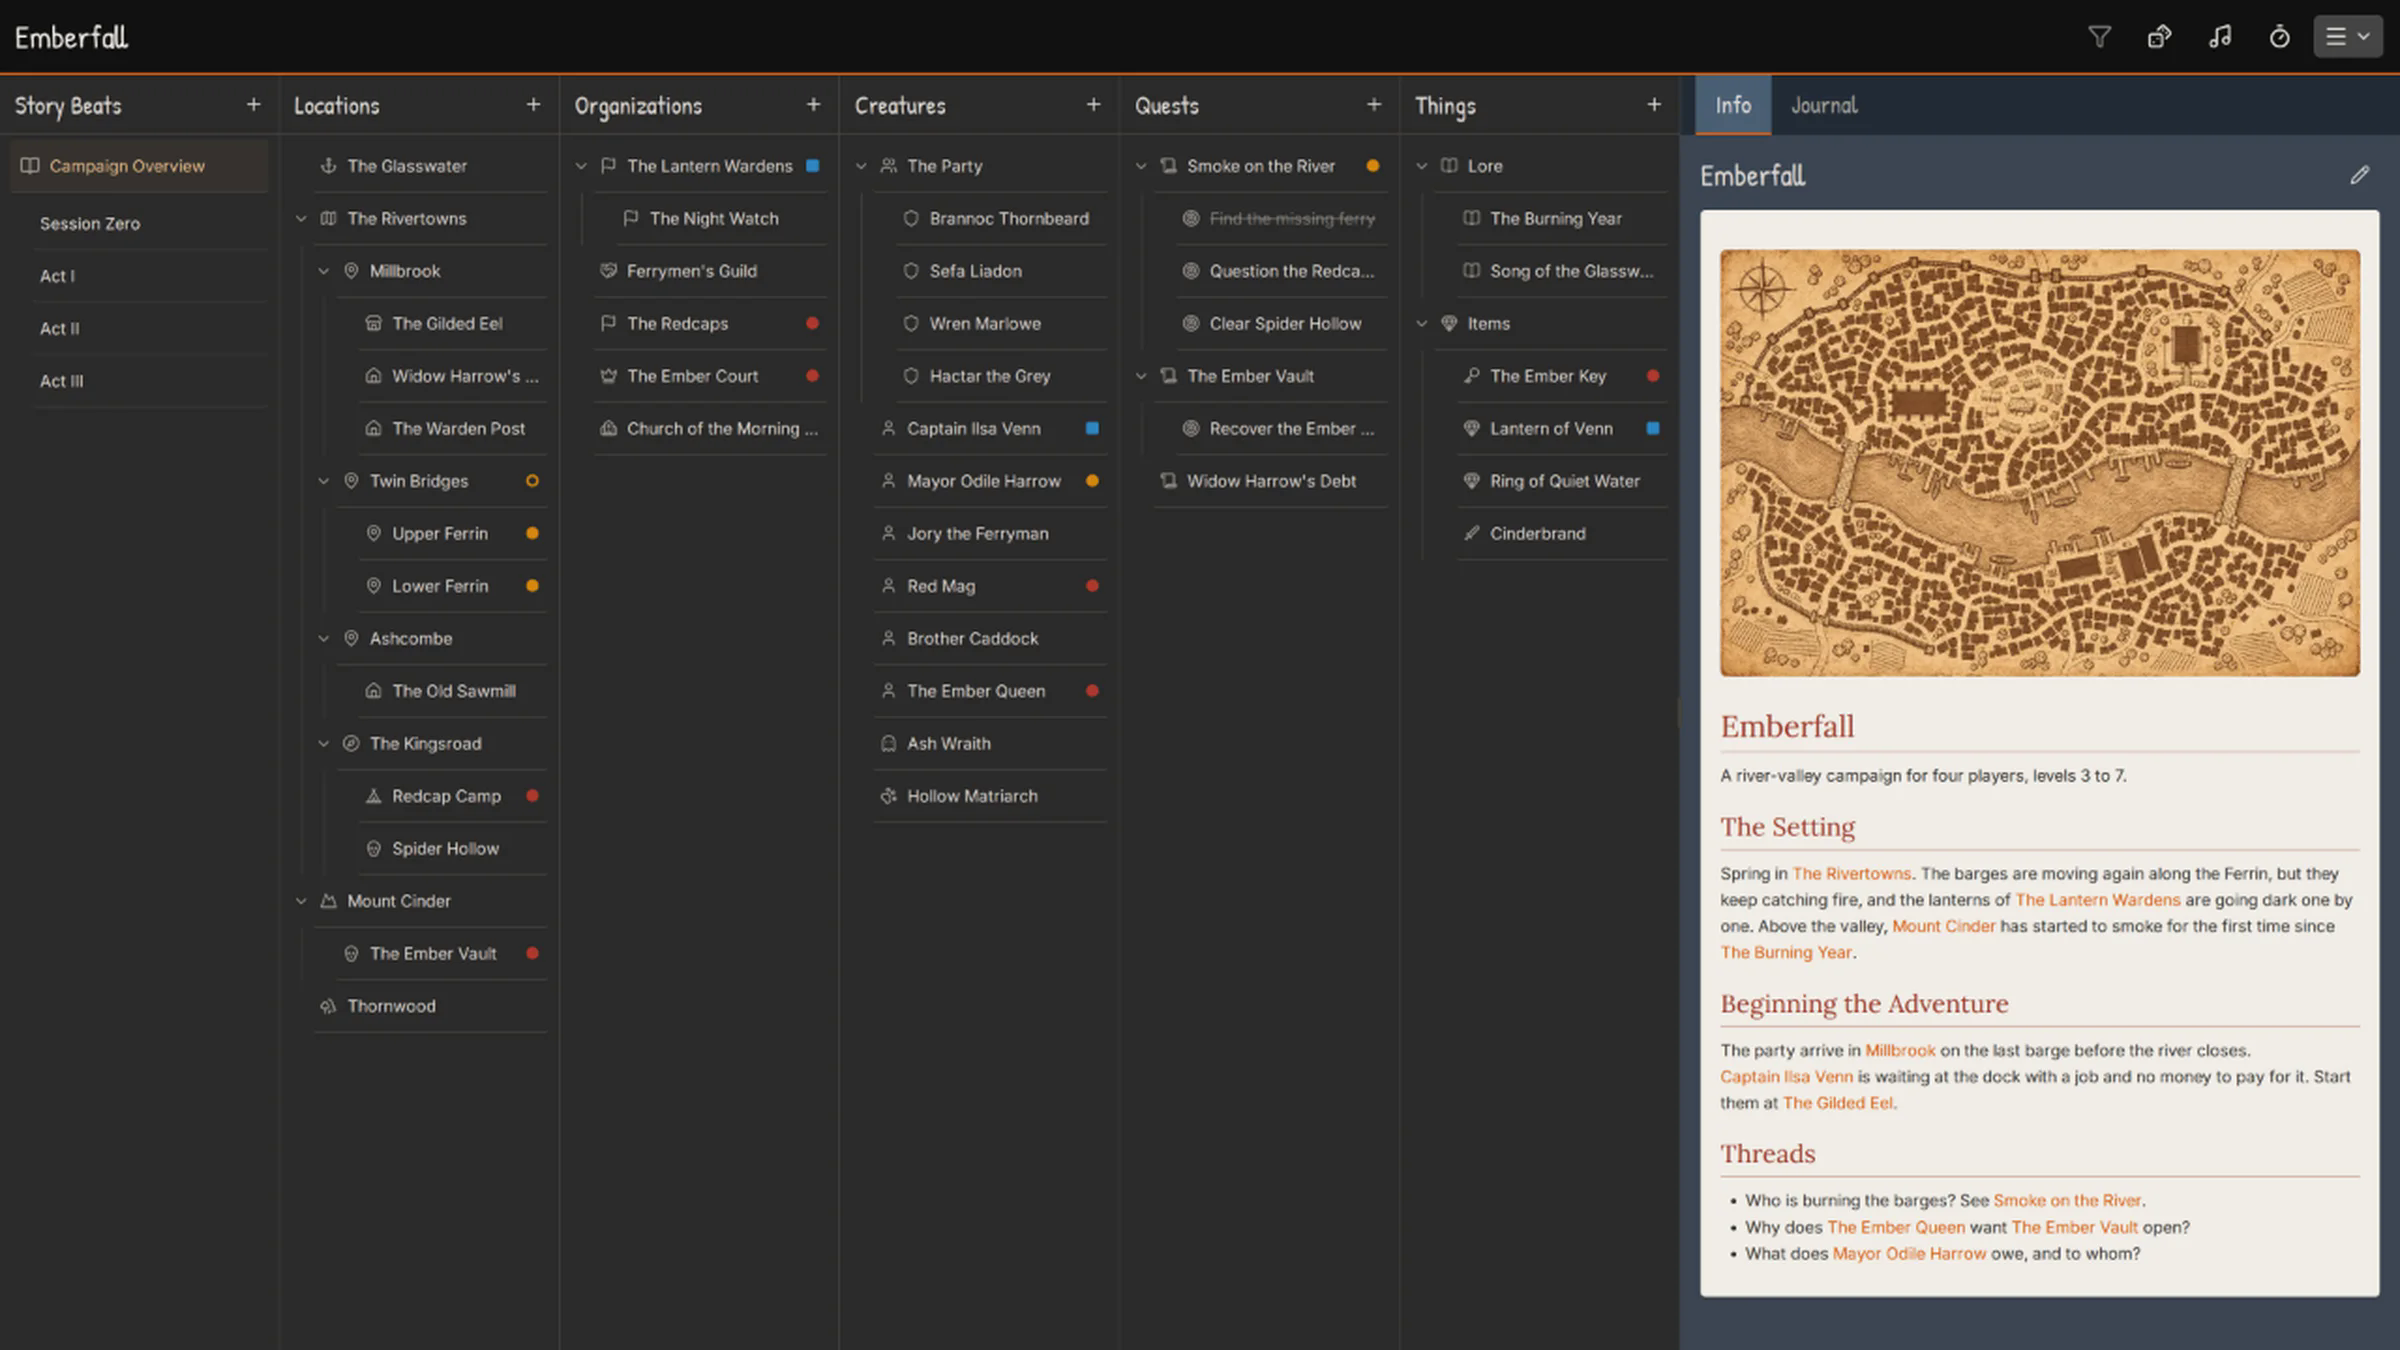 Emberfall
Story Beats
Campaign Overview
Session Zero
Act I
Act II
Act III
Locations
The Glasswater
The Rivertowns
Millbrook
The Gilded Eel
Widow Harrow's ...
The Warden Post
Twin Bridges
Upper Ferrin
Lower Ferrin
Ashcombe
The Old Sawmill
The Kingsroad
Redcap Camp
Spider Hollow
Mount Cinder
The Ember Vault
Thornwood
Organizations
The Lantern Wardens
The Night Watch
Ferrymen's Guild
The Redcaps
The Ember Court
Church of the Morning ...
Creatures
The Party
Brannoc Thornbeard
Sefa Liadon
Wren Marlowe
Hactar the Grey
Captain Ilsa Venn
Mayor Odile Harrow
Jory the Ferryman
Red Mag
Brother Caddock
The Ember Queen
Ash Wraith
Hollow Matriarch
Quests
Smoke on the River
Find the missing ferry
Question the Redca...
Clear Spider Hollow
The Ember Vault
Recover the Ember ...
Widow Harrow's Debt
Things
Lore
The Burning Year
Song of the Glassw...
Items
The Ember Key
Lantern of Venn
Ring of Quiet Water
Cinderbrand
Info
Journal
Emberfall
Emberfall
A river-valley campaign for four players, levels 3 to 7.
The Setting
Spring in The Rivertowns. The barges are moving again along the Ferrin, but they
keep catching fire, and the lanterns of The Lantern Wardens are going dark one by
one. Above the valley, Mount Cinder has started to smoke for the first time since
The Burning Year.
Beginning the Adventure
The party arrive in Millbrook on the last barge before the river closes.
Captain Ilsa Venn is waiting at the dock with a job and no money to pay for it. Start
them at The Gilded Eel.
Threads
• Who is burning the barges? See Smoke on the River.
• Why does The Ember Queen want The Ember Vault open?
• What does Mayor Odile Harrow owe, and to whom?